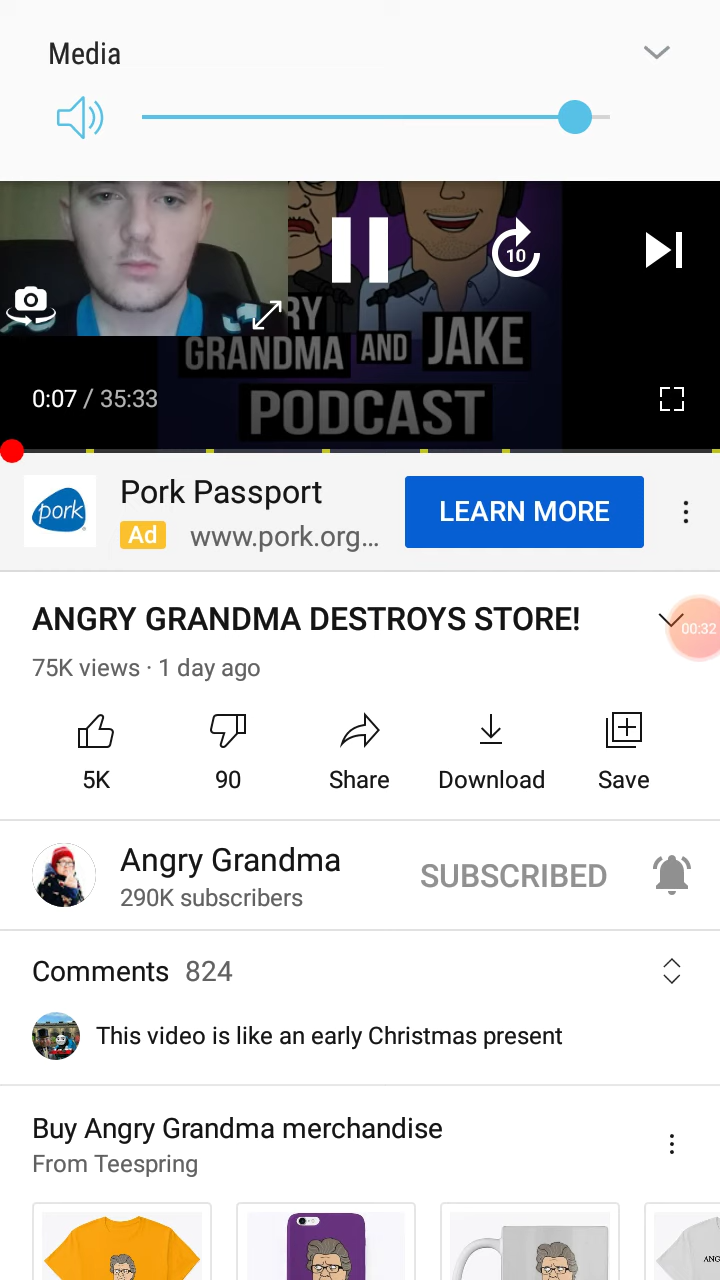 Media
10
RY
GRANDMA AND JAKE
PODCAST
0:07 / 35:33
pork
Pork Passport
LEARN MORE
Ad www.pork.org...
ANGRY GRANDMA DESTROYS STORE!
00:32
75K views · 1 day ago
5K 90 Share Download Save
Angry Grandma
SUBSCRIBED
290K subscribers
Comments 824
This video is like an early Christmas present
Buy Angry Grandma merchandise
From Teespring
ANG